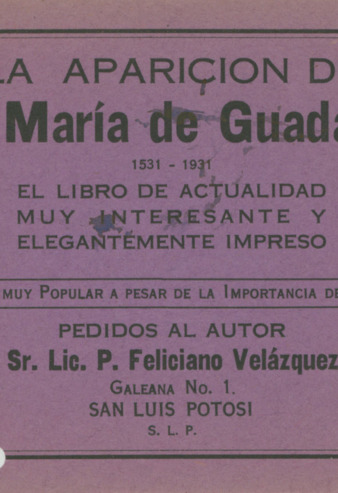 LA APARICION D
María de Guada
1531 - 1931
EL LIBRO DE ACTUALIDAD
MUY INTERESANTE Y
ELEGANTEMENTE IMPRESO
MUY POPULAR A PESAR DE LA IMPORTANCIA DE
PEDIDOS AL AUTOR
Sr. Lic. P. Feliciano Velázquez
GALEANA No. 1.
SAN LUIS POTOSI
S. L. P.